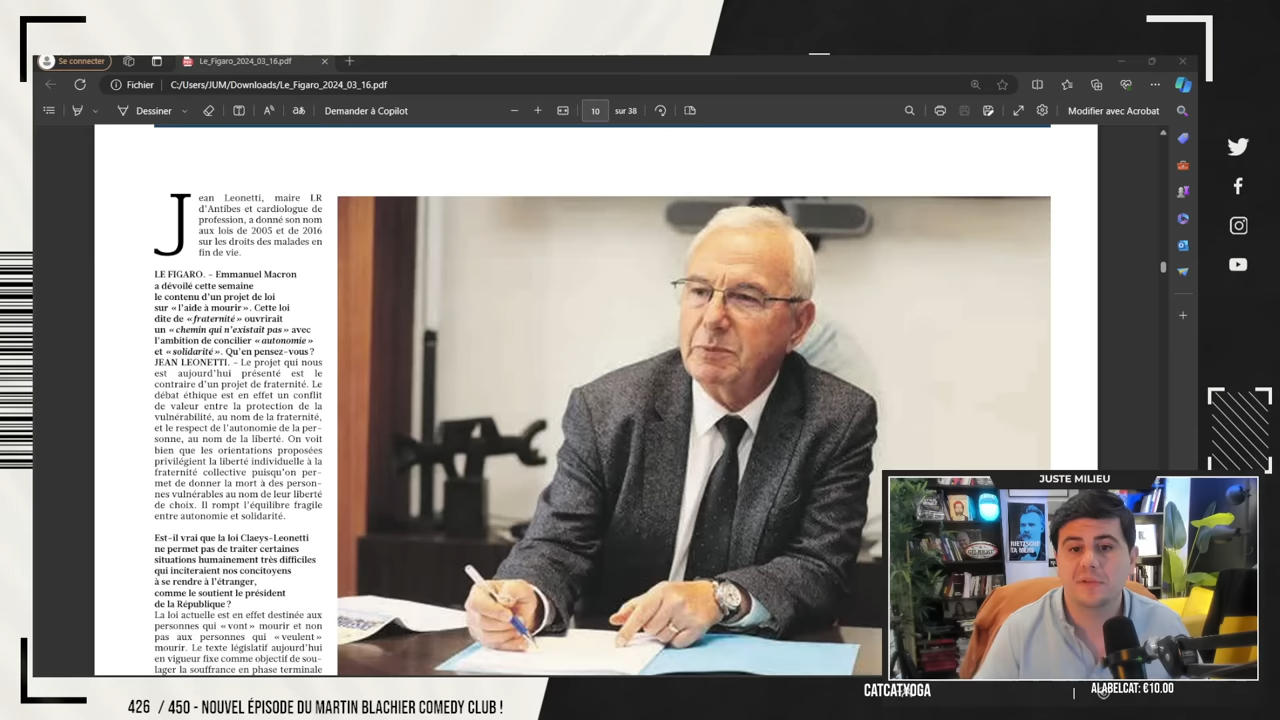 Se connecter
Le_Figaro_2024_03_16.pdf
Fichier
C:/Users/JUM/Downloads/Le_Figaro_2024_03_16.pdf
Dessiner
Demander à Copilot
10
sur 38
Modifier avec Acrobat
Jean Leonetti, maire LR
d'Antibes et cardiologue de
profession, a donné son nom
aux lois de 2005 et de 2016
sur les droits des malades en
fin de vie.
LE FIGARO. – Emmanuel Macron
a dévoilé cette semaine
le contenu d'un projet de loi
sur « l'aide à mourir ». Cette loi
dite de « fraternité » ouvrirait
un « chemin qui n'existait pas » avec
l'ambition de concilier « autonomie »
et « solidarité ». Qu'en pensez-vous ?
JEAN LEONETTI. – Le projet qui nous
est aujourd'hui présenté est le
contraire d'un projet de fraternité. Le
débat éthique est en effet un conflit
de valeur entre la protection de la
vulnérabilité, au nom de la fraternité,
et le respect de l'autonomie de la per-
sonne, au nom de la liberté. On voit
bien que les orientations proposées
privilégient la liberté individuelle à la
fraternité collective puisqu'on per-
met de donner la mort à des person-
nes vulnérables au nom de leur liberté
de choix. Il rompt l'équilibre fragile
entre autonomie et solidarité.
Est-il vrai que la loi Claeys-Leonetti
ne permet pas de traiter certaines
situations humainement très difficiles
qui inciteraient nos concitoyens
à se rendre à l'étranger,
comme le soutient le président
de la République ?
La loi actuelle est en effet destinée aux
personnes qui « vont » mourir et non
pas aux personnes qui « veulent »
mourir. Le texte législatif aujourd'hui
en vigueur fixe comme objectif de sou-
lager la souffrance en phase terminale
JUSTE MILIEU
NIETZSCHE
CATCATYOGA
ALABELCAT: €10.00
426 / 450 - NOUVEL ÉPISODE DU MARTIN BLACHIER COMEDY CLUB !